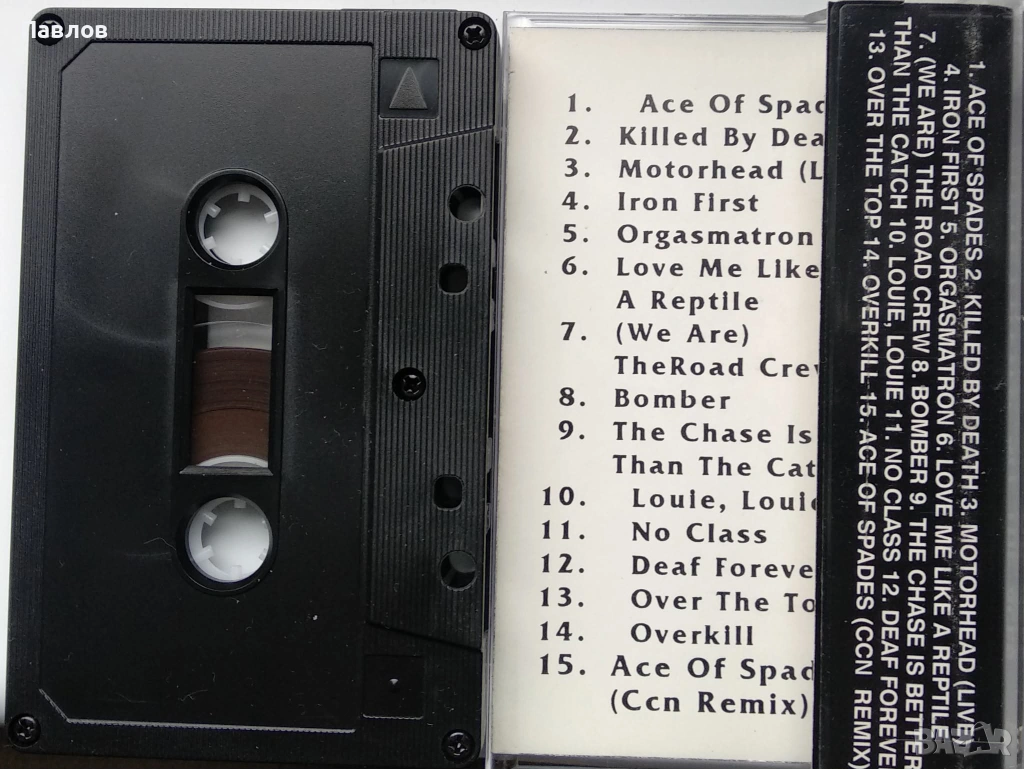 Павлов
1. Ace Of Spad
2. Killed By Dea
3. Motorhead (L
4. Iron First
5. Orgasmatron
6. Love Me Like
A Reptile
7. (We Are)
TheRoad Crew
8. Bomber
9. The Chase Is
Than The Cat
10. Louie, Louie
11. No Class
12. Deaf Foreve
13. Over The To
14. Overkill
15. Ace Of Spad
(Ccn Remix)
1. ACE OF SPADES 2. KILLED BY DEATH 3. MOTORHEAD (LIVE)
4. IRON FIRST 5. ORGASMATRON 6. LOVE ME LIKE A REPTILE
7. (WE ARE) THE ROAD CREW 8. BOMBER 9. THE CHASE IS BETTER
THAN THE CATCH 10. LOUIE, LOUIE 11. NO CLASS 12. DEAF FOREVE
13. OVER THE TOP 14. OVERKILL 15. ACE OF SPADES (CCN REMIX)
BAZAR